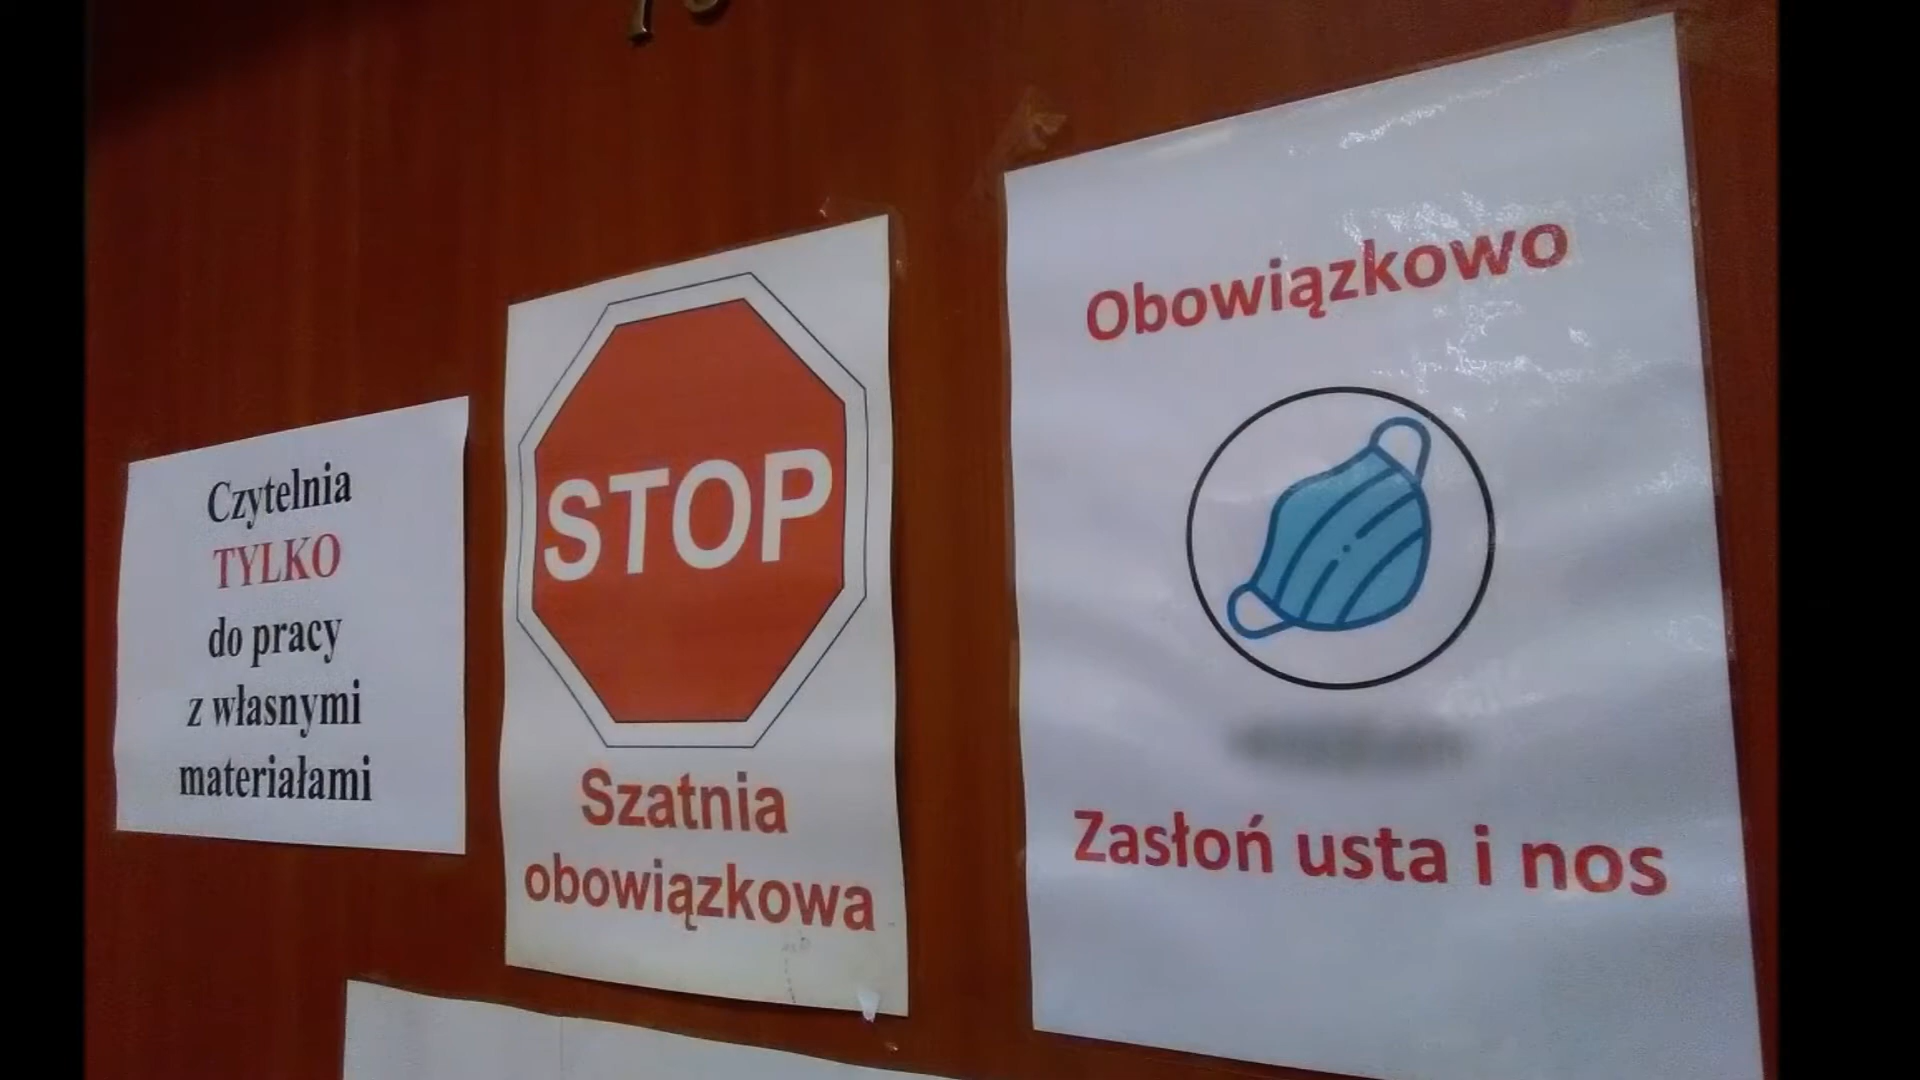 Czytelnia
TYLKO
do pracy
z własnymi
materiałami
STOP
Szatnia
obowiązkowa
Obowiązkowo
Zasłoń usta i nos